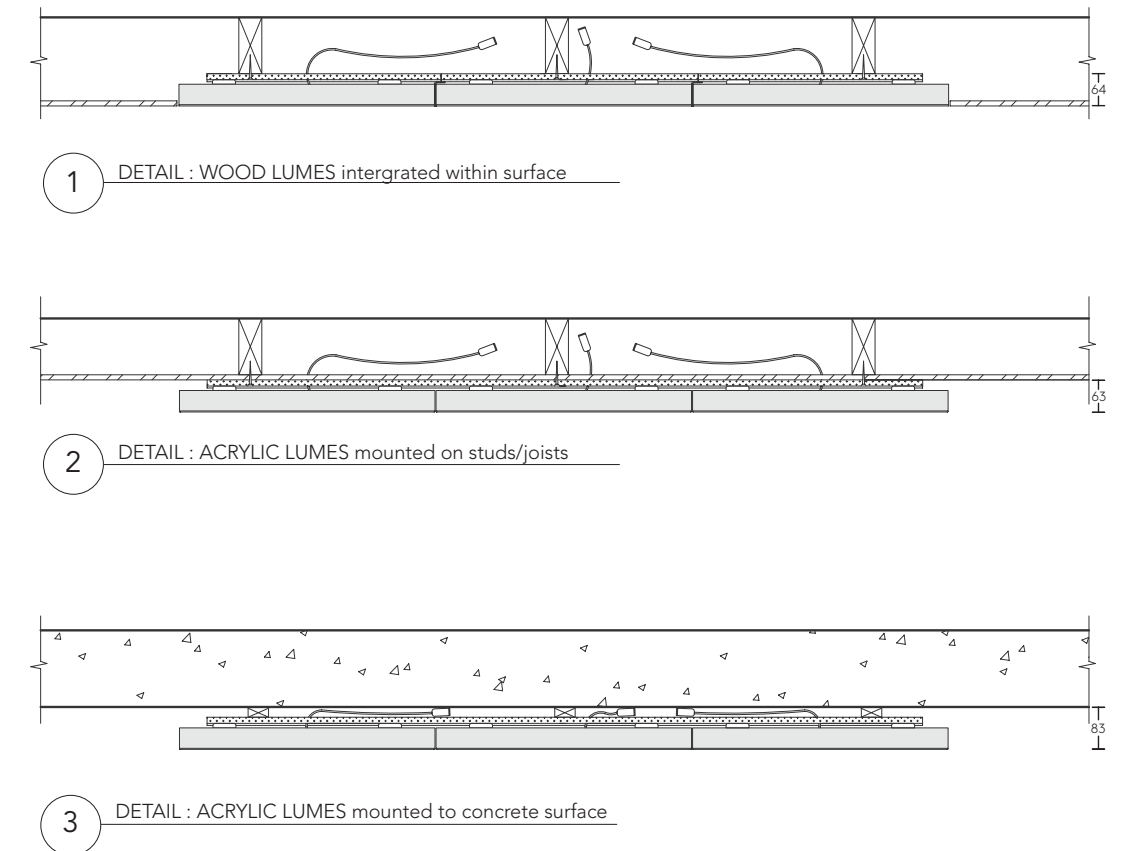 64
1 DETAIL : WOOD LUMES intergrated within surface
63
2 DETAIL : ACRYLIC LUMES mounted on studs/joists
83
3 DETAIL : ACRYLIC LUMES mounted to concrete surface